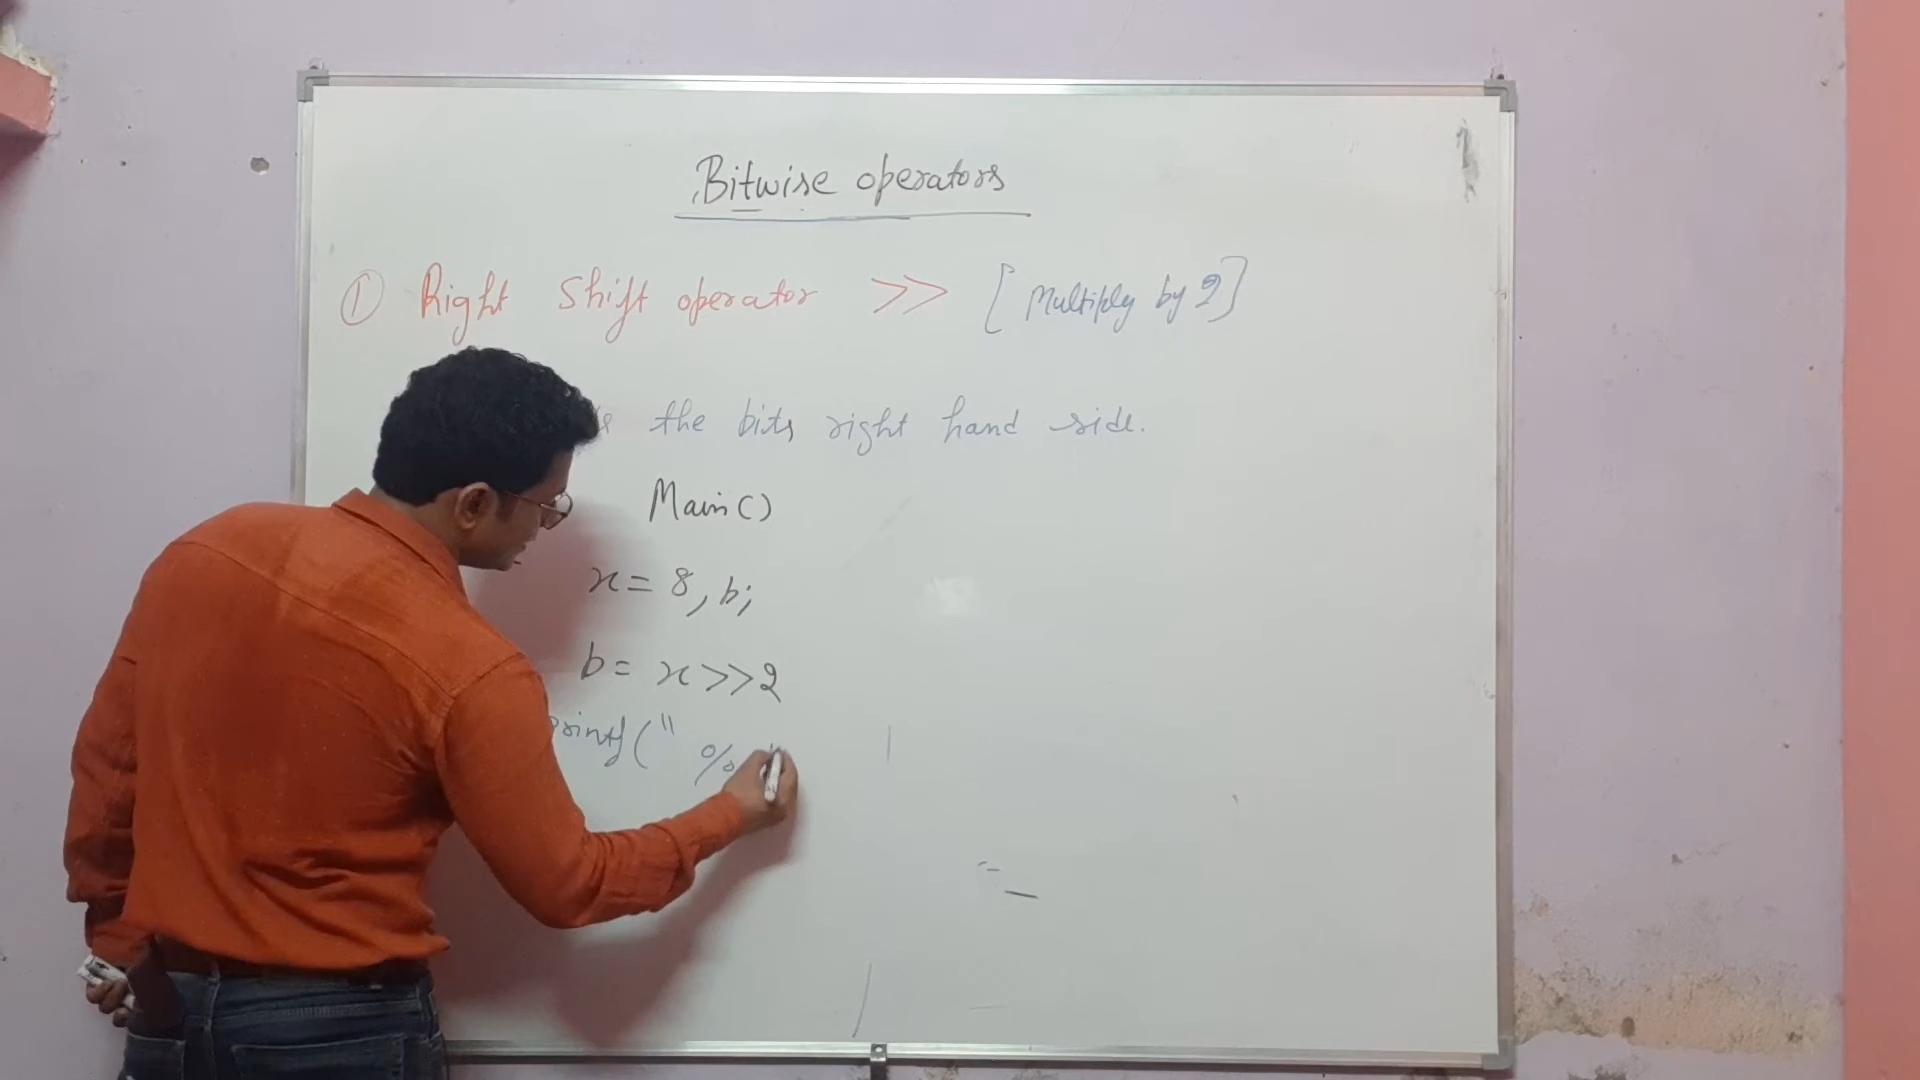 Bitwise operators
① Right Shift operator >> [Multiply by 2]
the bits right hand side.
Main()
x = 8, b;
b = x>>2
printf(" %